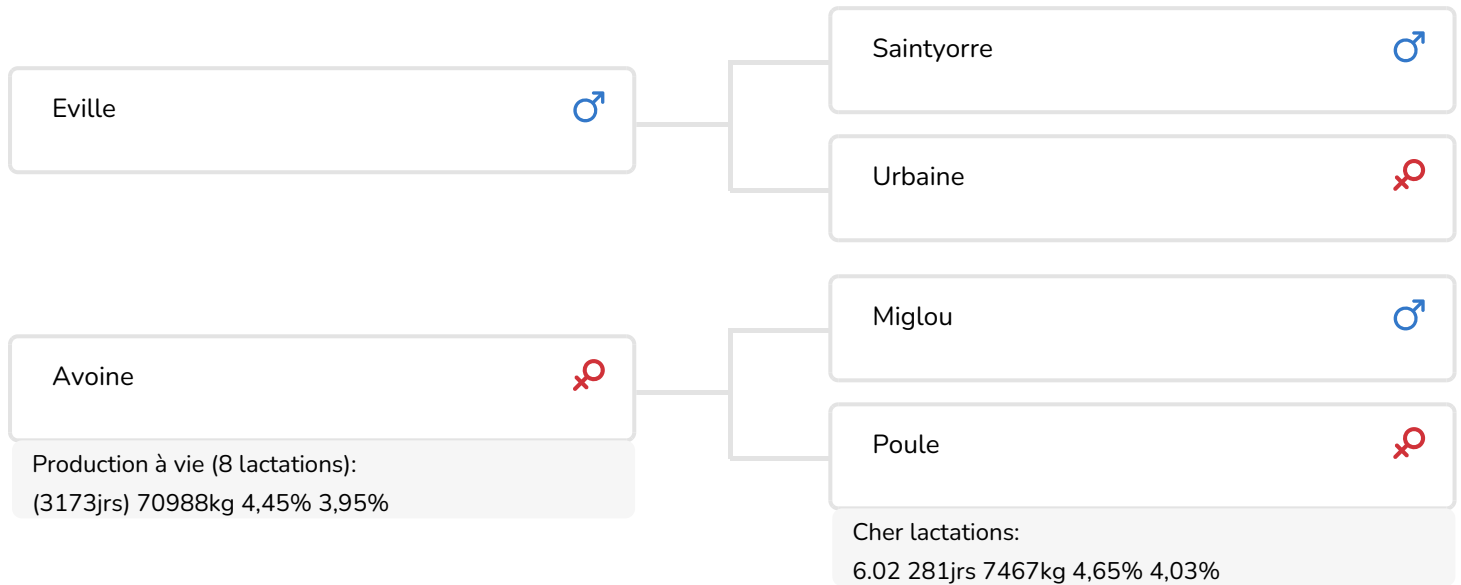 Saintyorre
Eville
Urbaine
Miglou
Avoine
Poule
Production à vie (8 lactations):
(3173jrs) 70988kg 4,45% 3,95%
Cher lactations:
6.02 281jrs 7467kg 4,65% 4,03%